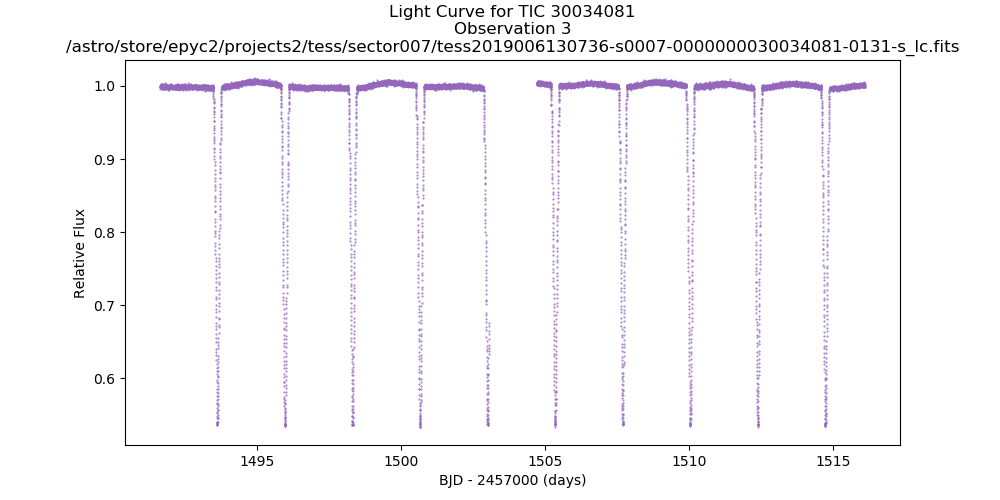 Light Curve for TIC 30034081
Observation 3
/astro/store/epyc2/projects2/tess/sector007/tess2019006130736-s0007-0000000030034081-0131-s_lc.fits
1.0
0.9
0.8
0.7
0.6
Relative Flux
1495
1500
1505
1510
1515
BJD - 2457000 (days)